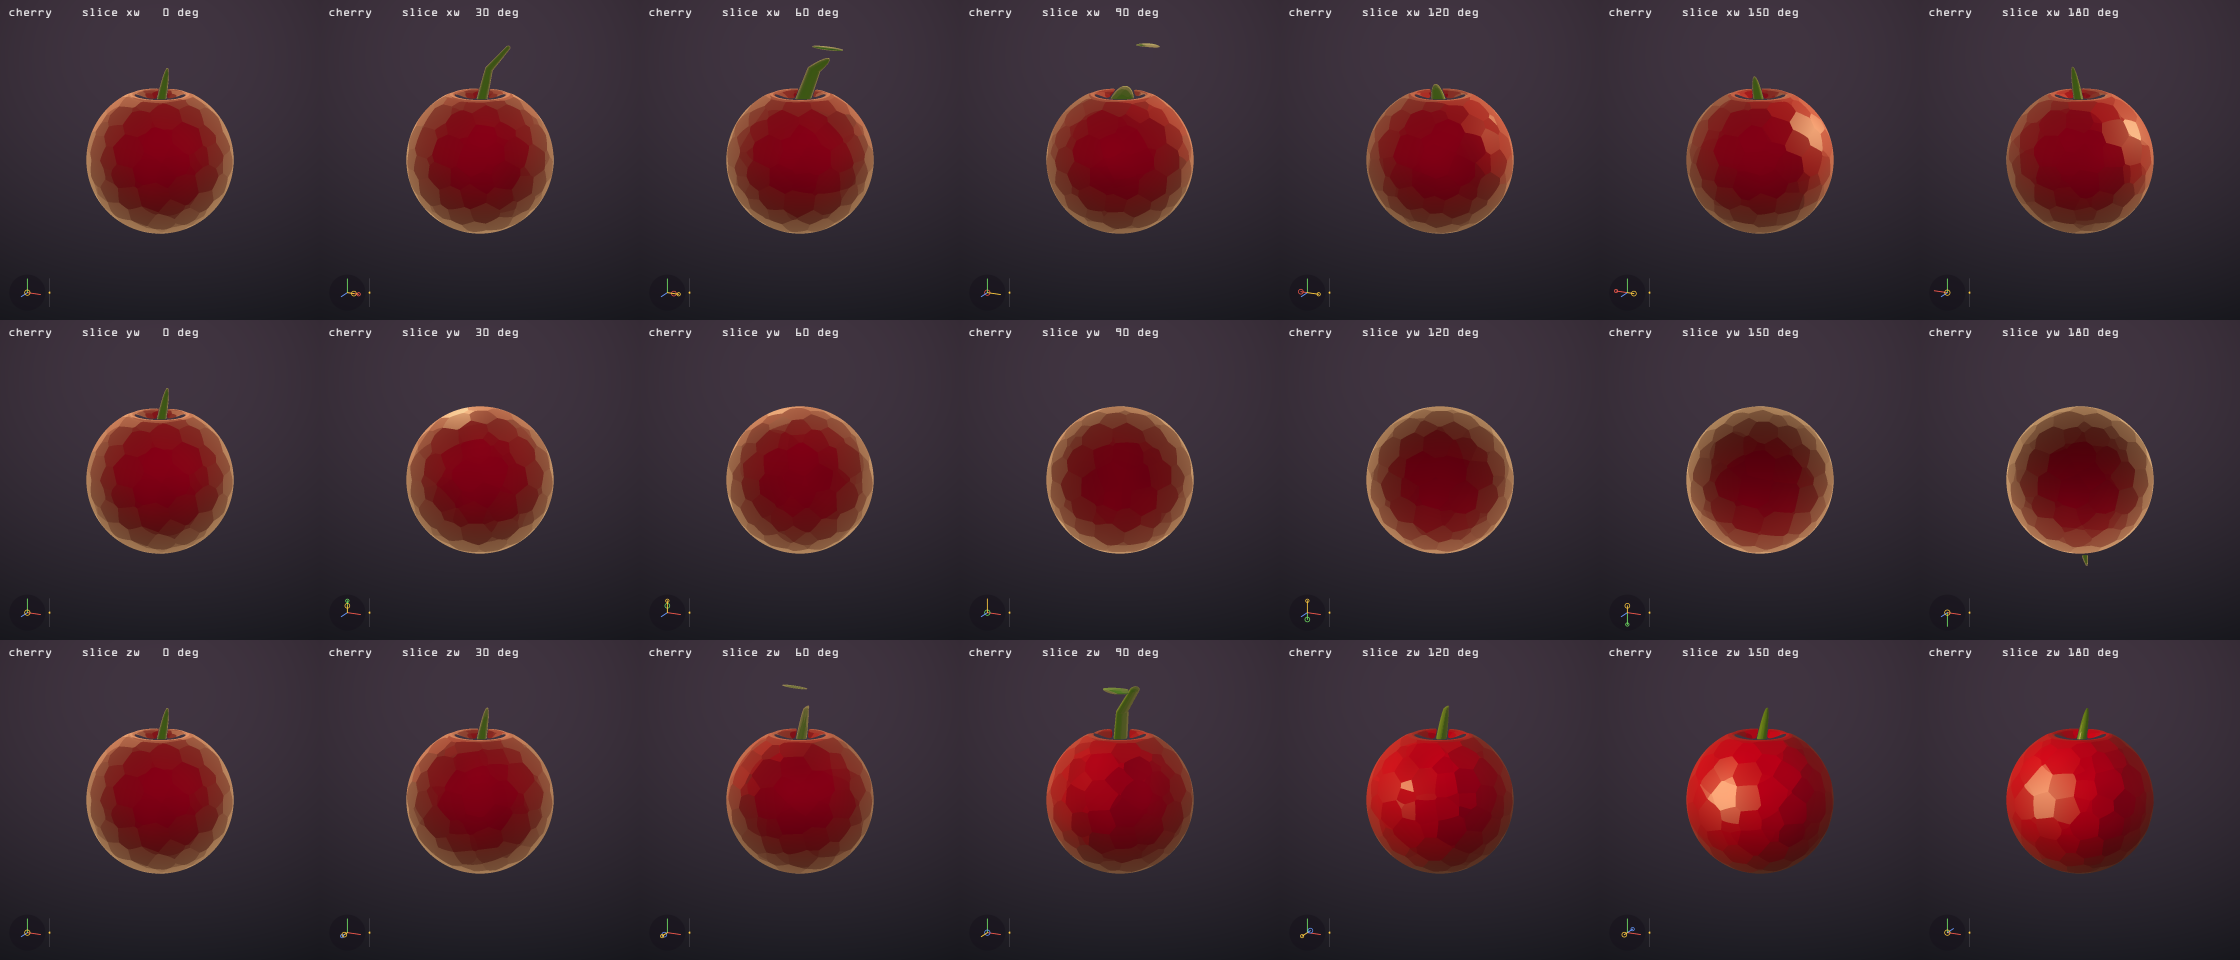 cherry    slice xw   0 deg
cherry    slice xw  30 deg
cherry    slice xw  60 deg
cherry    slice xw  90 deg
cherry    slice xw 120 deg
cherry    slice xw 150 deg
cherry    slice xw 180 deg
cherry    slice yw   0 deg
cherry    slice yw  30 deg
cherry    slice yw  60 deg
cherry    slice yw  90 deg
cherry    slice yw 120 deg
cherry    slice yw 150 deg
cherry    slice yw 180 deg
cherry    slice zw   0 deg
cherry    slice zw  30 deg
cherry    slice zw  60 deg
cherry    slice zw  90 deg
cherry    slice zw 120 deg
cherry    slice zw 150 deg
cherry    slice zw 180 deg